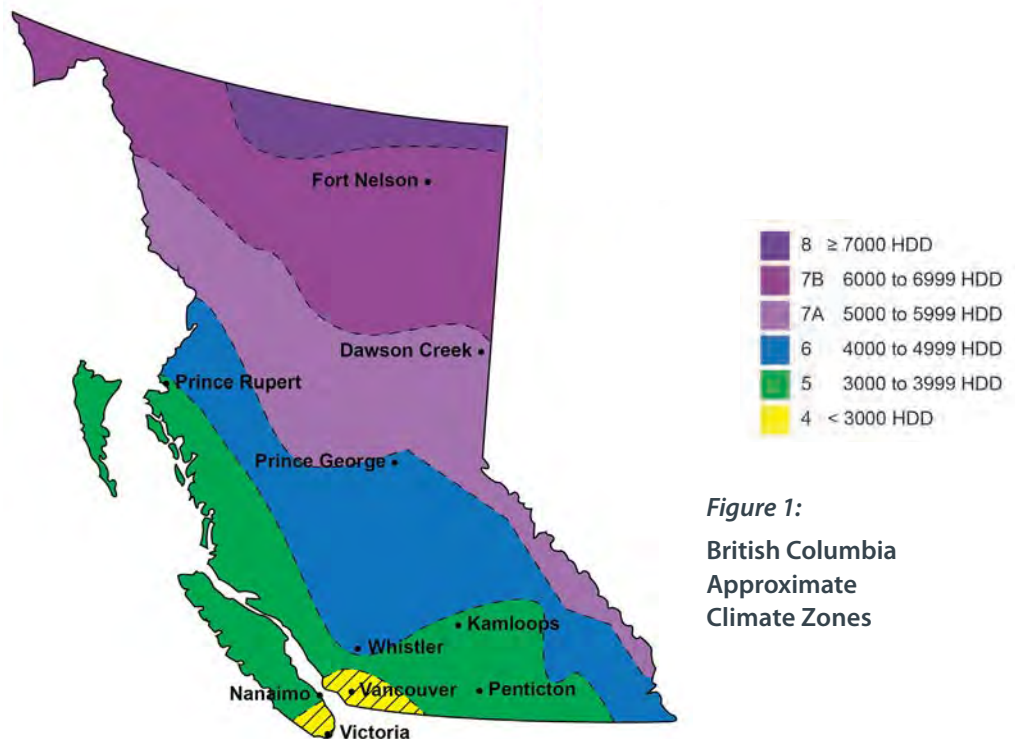 Fort Nelson
Dawson Creek
Prince Rupert
Prince George
Kamloops
Whistler
Nanaimo
Vancouver
Penticton
Victoria
8 ≥ 7000 HDD
7B 6000 to 6999 HDD
7A 5000 to 5999 HDD
6 4000 to 4999 HDD
5 3000 to 3999 HDD
4 < 3000 HDD
Figure 1:
British Columbia
Approximate
Climate Zones